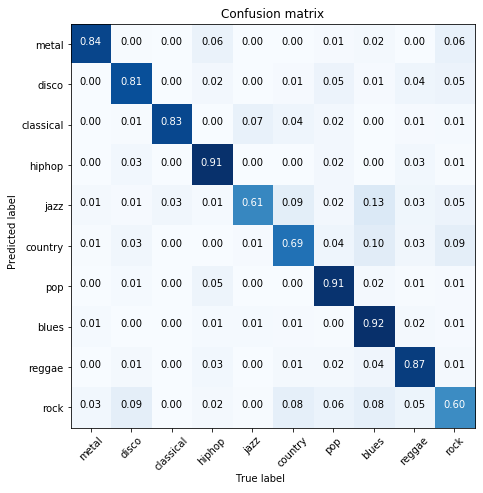 Confusion matrix
Predicted label
metal 0.84 0.00 0.00 0.06 0.00 0.00 0.01 0.02 0.00 0.06
disco 0.00 0.81 0.00 0.02 0.00 0.01 0.05 0.01 0.04 0.05
classical 0.00 0.01 0.83 0.00 0.07 0.04 0.02 0.00 0.01 0.01
hiphop 0.00 0.03 0.00 0.91 0.00 0.00 0.02 0.00 0.03 0.01
jazz 0.01 0.01 0.03 0.01 0.61 0.09 0.02 0.13 0.03 0.05
country 0.01 0.03 0.00 0.00 0.01 0.69 0.04 0.10 0.03 0.09
pop 0.00 0.01 0.00 0.05 0.00 0.00 0.91 0.02 0.01 0.01
blues 0.01 0.00 0.00 0.01 0.01 0.01 0.00 0.92 0.02 0.01
reggae 0.00 0.01 0.00 0.03 0.00 0.01 0.02 0.04 0.87 0.01
rock 0.03 0.09 0.00 0.02 0.00 0.08 0.06 0.08 0.05 0.60
metal disco classical hiphop jazz country pop blues reggae rock
True label